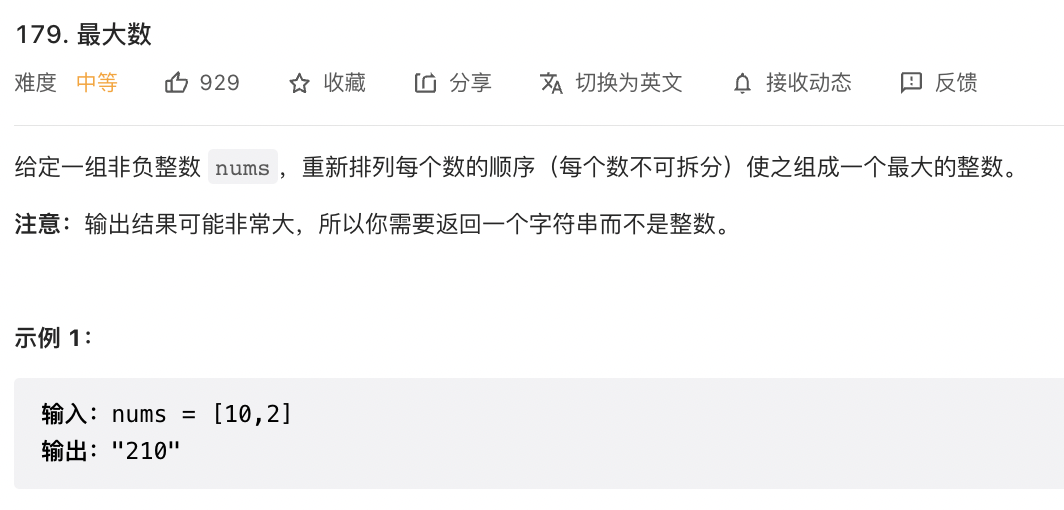 179. 最大数
难度 中等 929 收藏 分享 切换为英文 接收动态 反馈
给定一组非负整数 nums，重新排列每个数的顺序（每个数不可拆分）使之组成一个最大的整数。
注意：输出结果可能非常大，所以你需要返回一个字符串而不是整数。
示例 1：
输入：nums = [10,2]
输出："210"